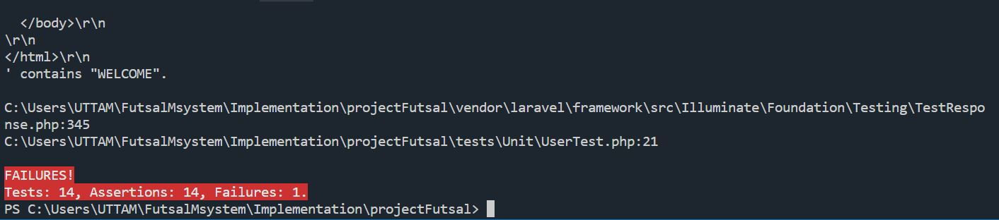 </body>\r\n
\r\n
</html>\r\n
' contains "WELCOME".
C:\Users\UTTAM\FutsalMsystem\Implementation\projectFutsal\vendor\laravel\framework\src\Illuminate\Foundation\Testing\TestRespo
nse.php:345
C:\Users\UTTAM\FutsalMsystem\Implementation\projectFutsal\tests\Unit\UserTest.php:21
FAILURES!
Tests: 14, Assertions: 14, Failures: 1.
PS C:\Users\UTTAM\FutsalMsystem\Implementation\projectFutsal>